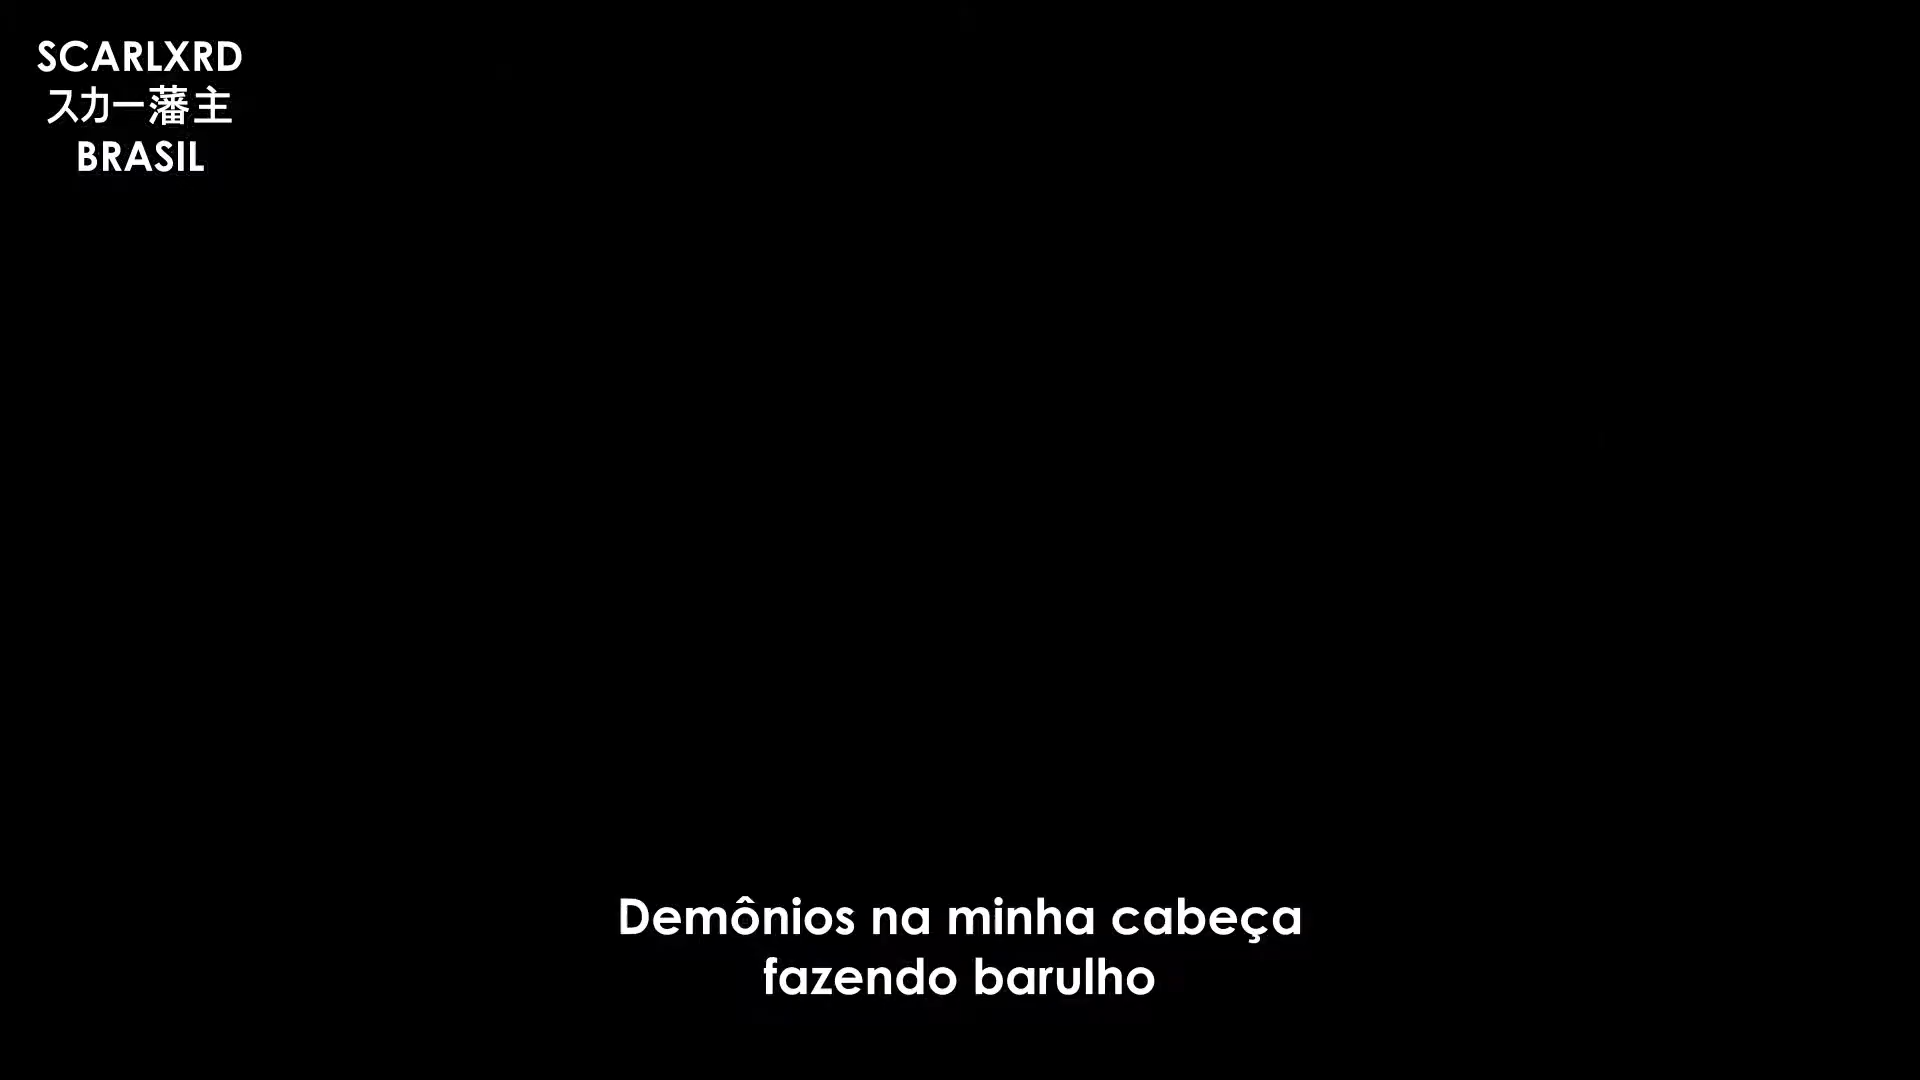 SCARLXRD
スカー藩主
BRASIL
Demônios na minha cabeça
fazendo barulho